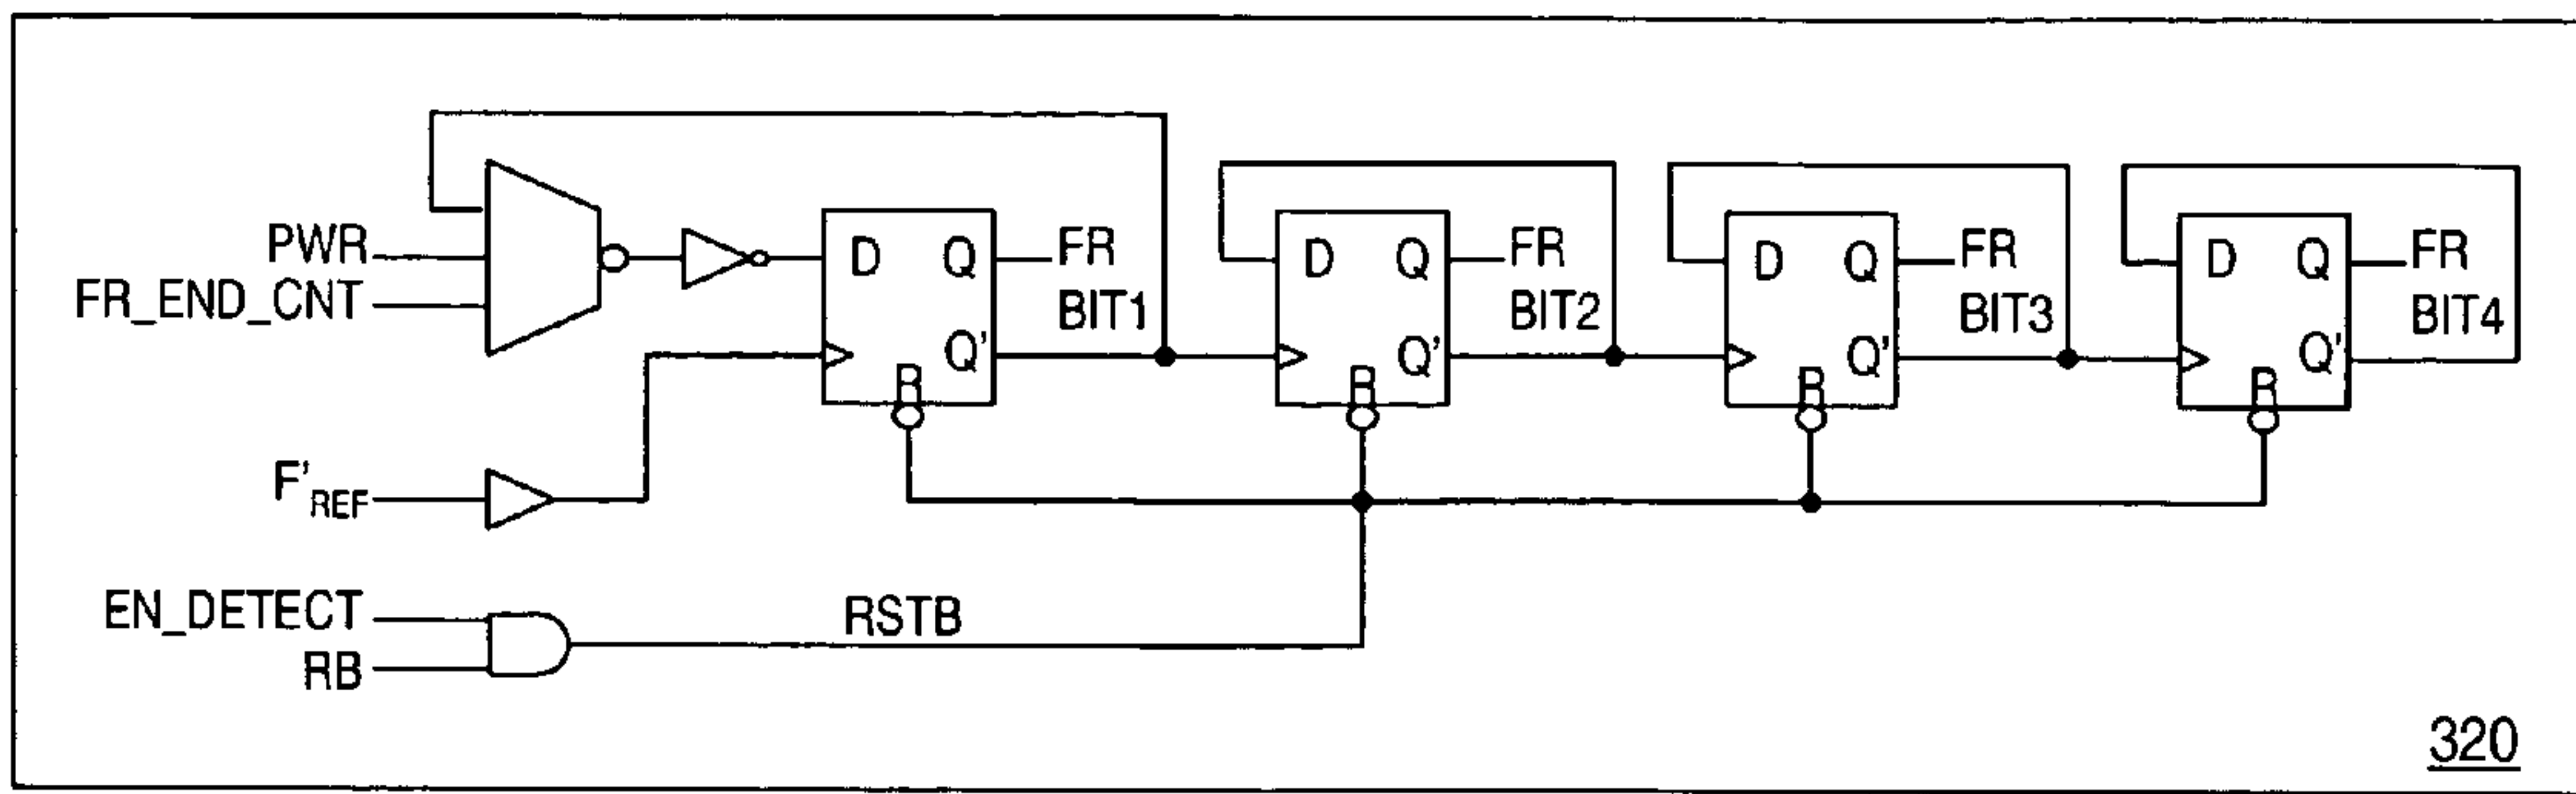 PWR
FR_END_CNT
F'REF
EN_DETECT
RB
RSTB
D Q FR
BIT1
Q'
R
D Q FR
BIT2
Q'
R
D Q FR
BIT3
Q'
R
D Q FR
BIT4
Q'
R
320